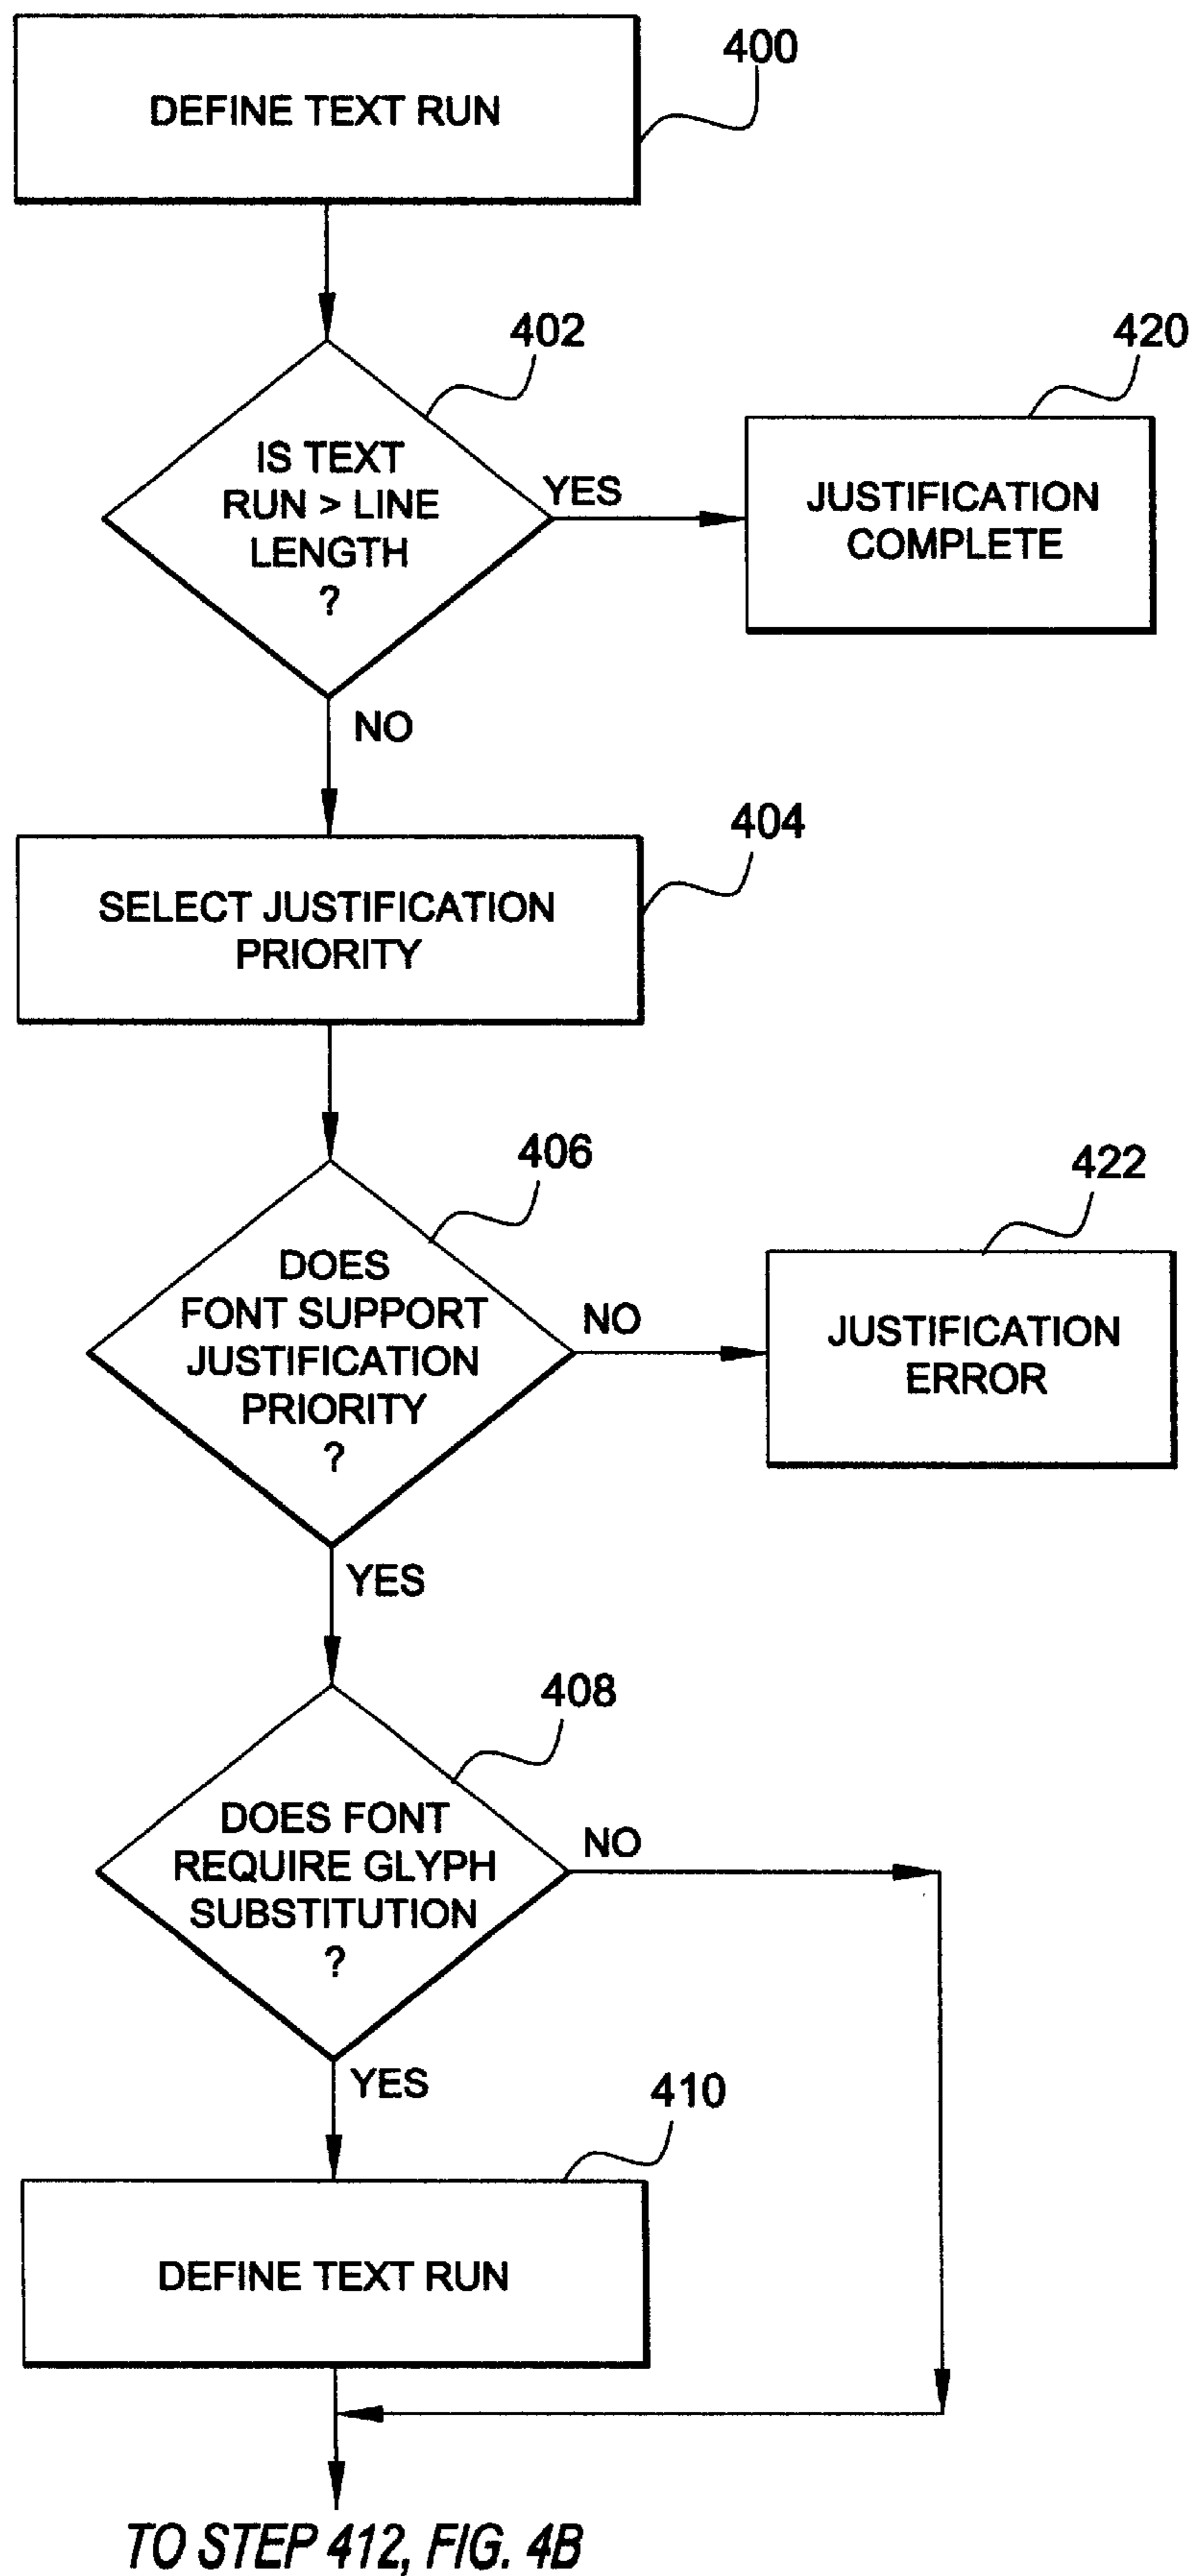 DEFINE TEXT RUN
400
402
IS TEXT
RUN > LINE
LENGTH
?
YES
420
JUSTIFICATION
COMPLETE
NO
404
SELECT JUSTIFICATION
PRIORITY
406
DOES
FONT SUPPORT
JUSTIFICATION
PRIORITY
?
NO
422
JUSTIFICATION
ERROR
YES
408
DOES FONT
REQUIRE GLYPH
SUBSTITUTION
?
NO
YES
410
DEFINE TEXT RUN
TO STEP 412, FIG. 4B